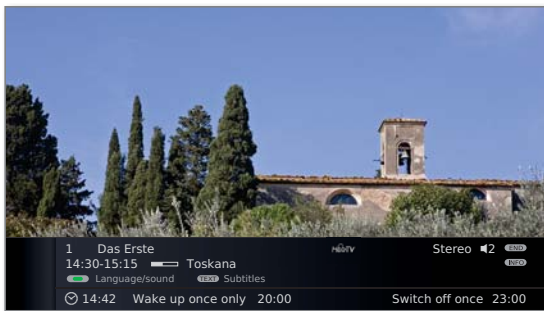 1 Das Erste HbbTV Stereo 2 END
14:30-15:15 Toskana INFO
Language/sound TEXT Subtitles
14:42 Wake up once only 20:00 Switch off once 23:00